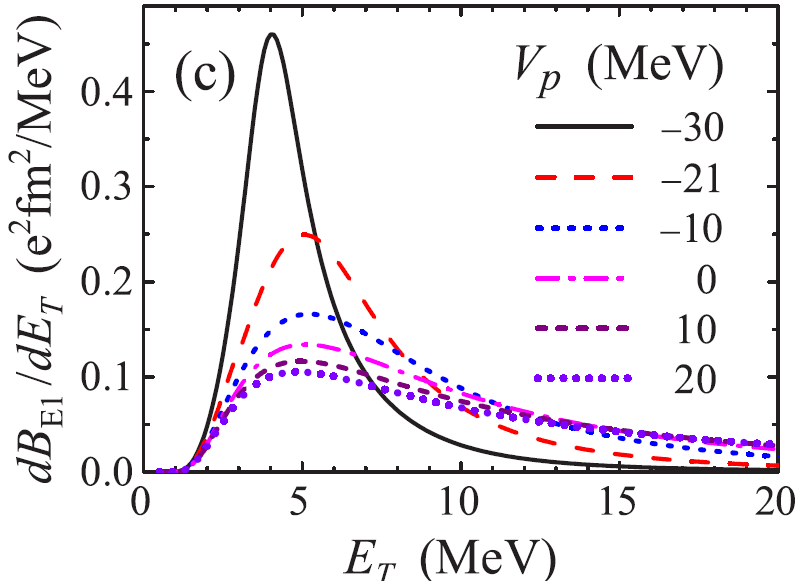 (c)
V_p (MeV)
–30
–21
–10
0
10
20
dB_E1/dE_T (e²fm²/MeV)
0.4
0.3
0.2
0.1
0.0
0 5 10 15 20
E_T (MeV)